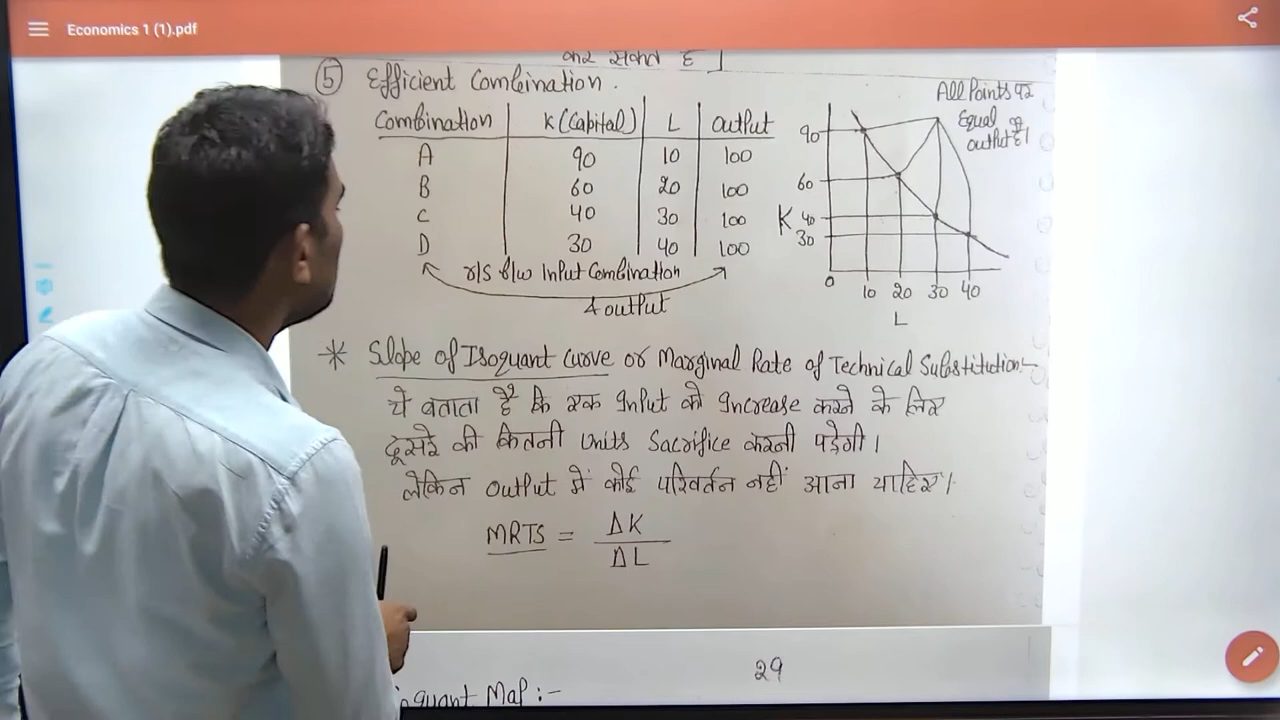 Economics 1 (1).pdf
कर सकते है
⑤ Efficient Combination.
Combination K (Capital) L Output
A 90 10 100
B 60 20 100
C 40 30 100
D 30 40 100
r/s b/w Input Combination
& output
All Points पर
Equal
output है।
90
60
K 40
30
0 10 20 30 40
L
* Slope of Isoquant Curve or Marginal Rate of Technical Substitution:-
ये बताता है कि एक Input को Increase करने के लिए
दूसरे की कितनी Units Sacrifice करनी पड़ेगी।
लेकिन output में कोई परिवर्तन नहीं आना चाहिए।
MRTS = ΔK
ΔL
29
quant Map :-